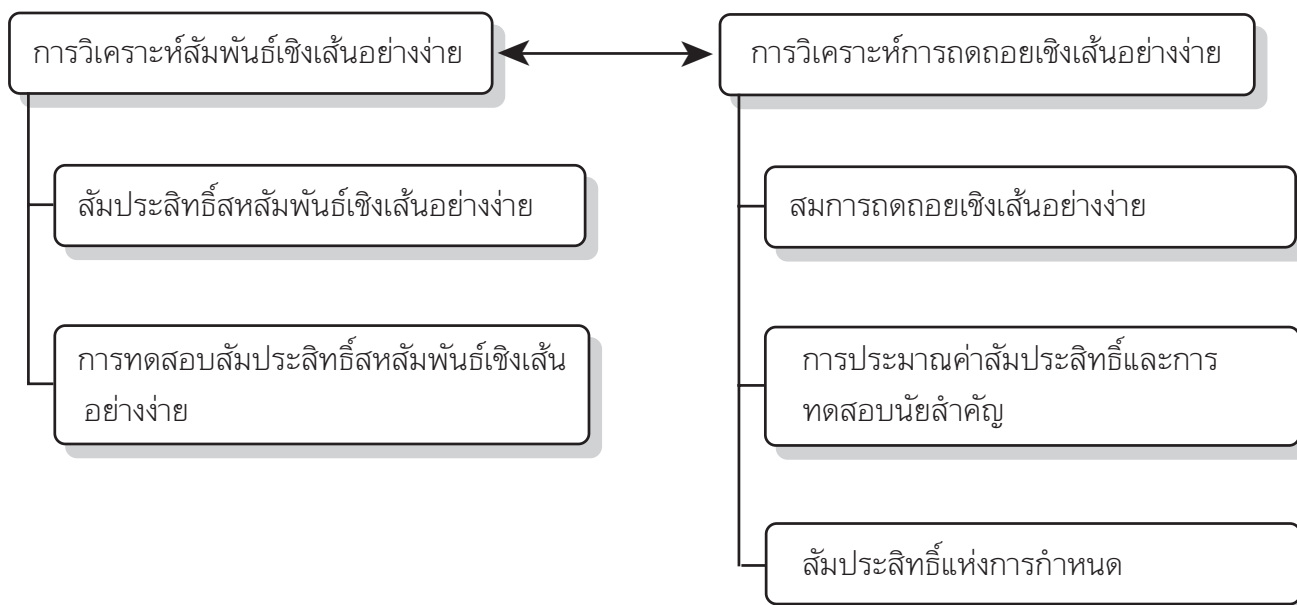 การวิเคราะห์สัมพันธ์เชิงเส้นอย่างง่าย
สัมประสิทธิ์สหสัมพันธ์เชิงเส้นอย่างง่าย
การทดสอบสัมประสิทธิ์สหสัมพันธ์เชิงเส้น
อย่างง่าย
การวิเคราะห์การถดถอยเชิงเส้นอย่างง่าย
สมการถดถอยเชิงเส้นอย่างง่าย
การประมาณค่าสัมประสิทธิ์และการ
ทดสอบนัยสำคัญ
สัมประสิทธิ์แห่งการกำหนด